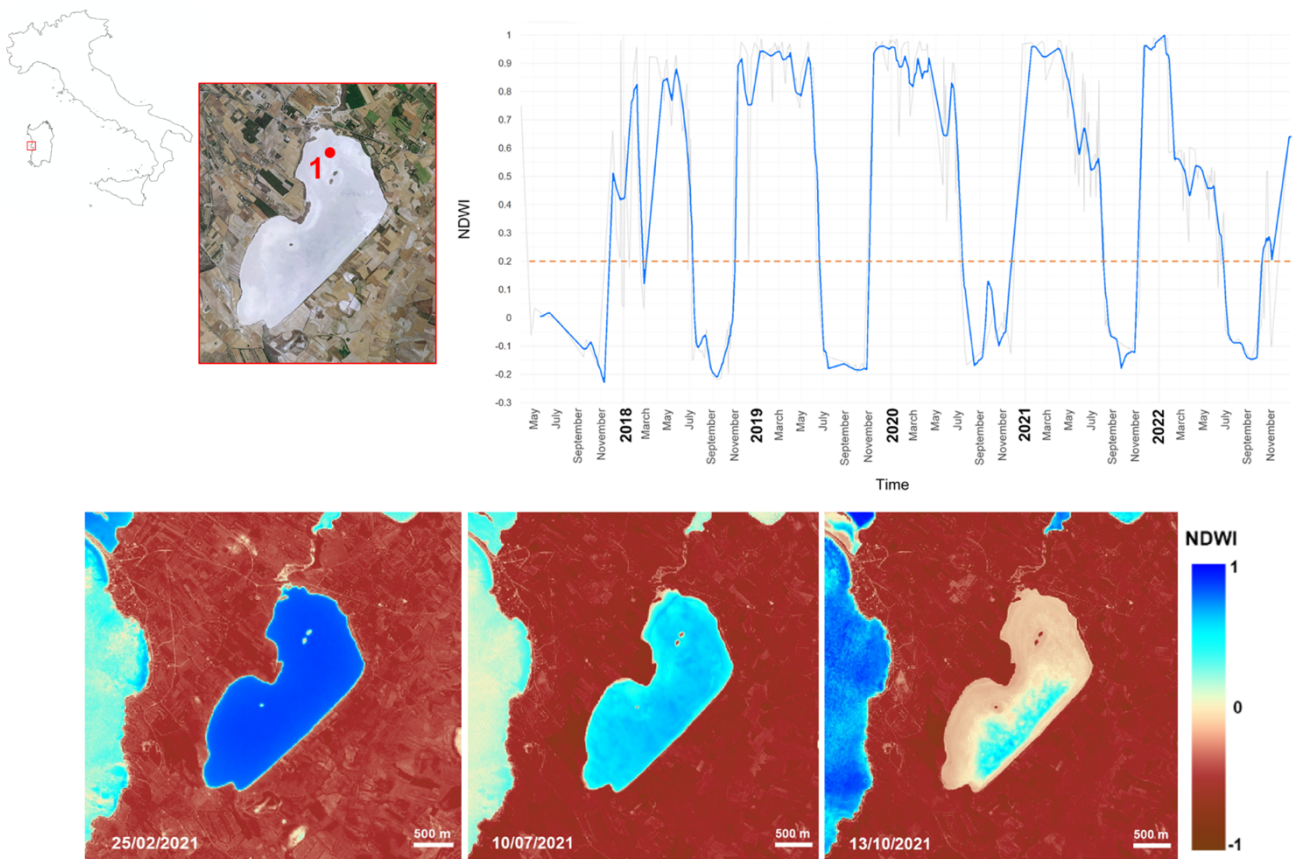 1
NDWI
1
0.9
0.8
0.7
0.6
0.5
0.4
0.3
0.2
0.1
0
-0.1
-0.2
-0.3
May
July
September
November
2018
March
May
July
September
November
2019
March
May
July
September
November
2020
March
May
July
September
November
2021
March
May
July
September
November
2022
March
May
July
September
November
Time
25/02/2021
500 m
10/07/2021
500 m
13/10/2021
500 m
NDWI
1
0
-1